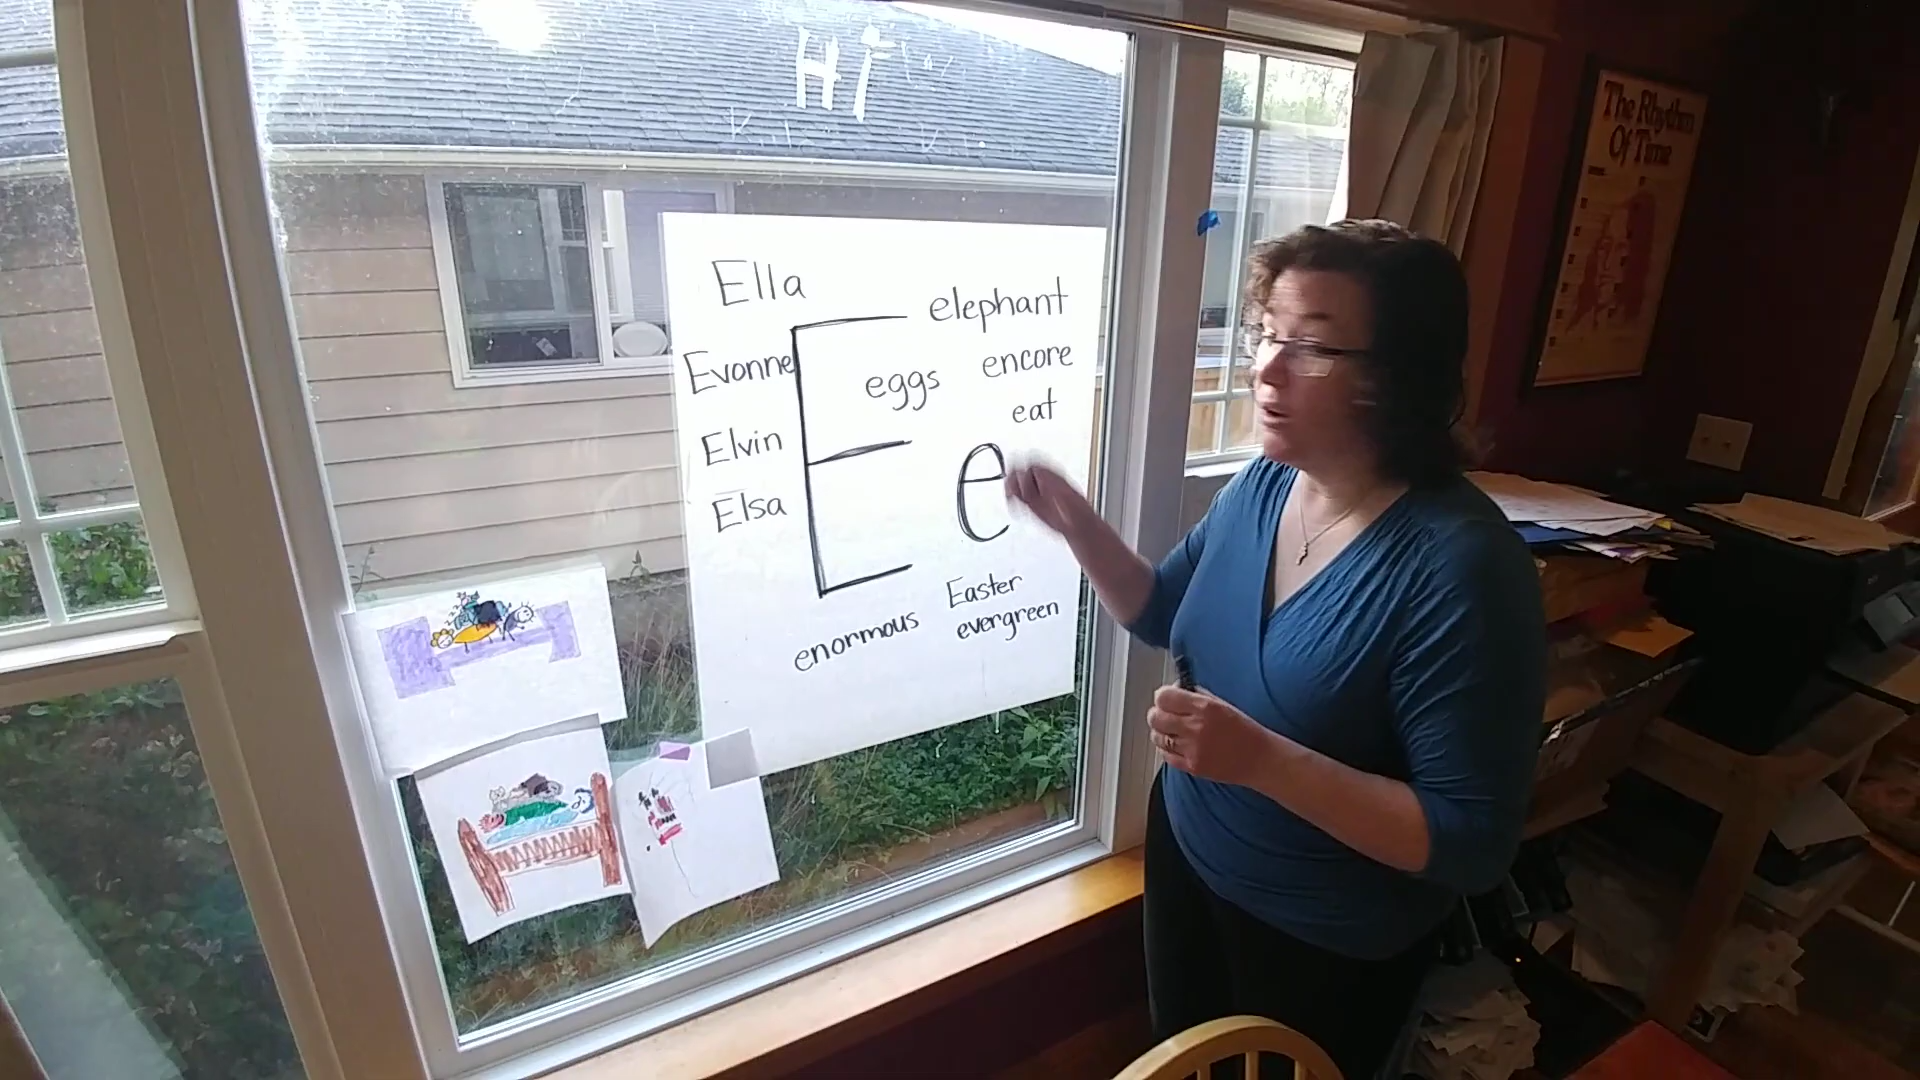 HI
The Rhythm
Of Time
Ella
elephant
Evonne
eggs
encore
eat
Elvin
E
e
Elsa
Easter
evergreen
enormous